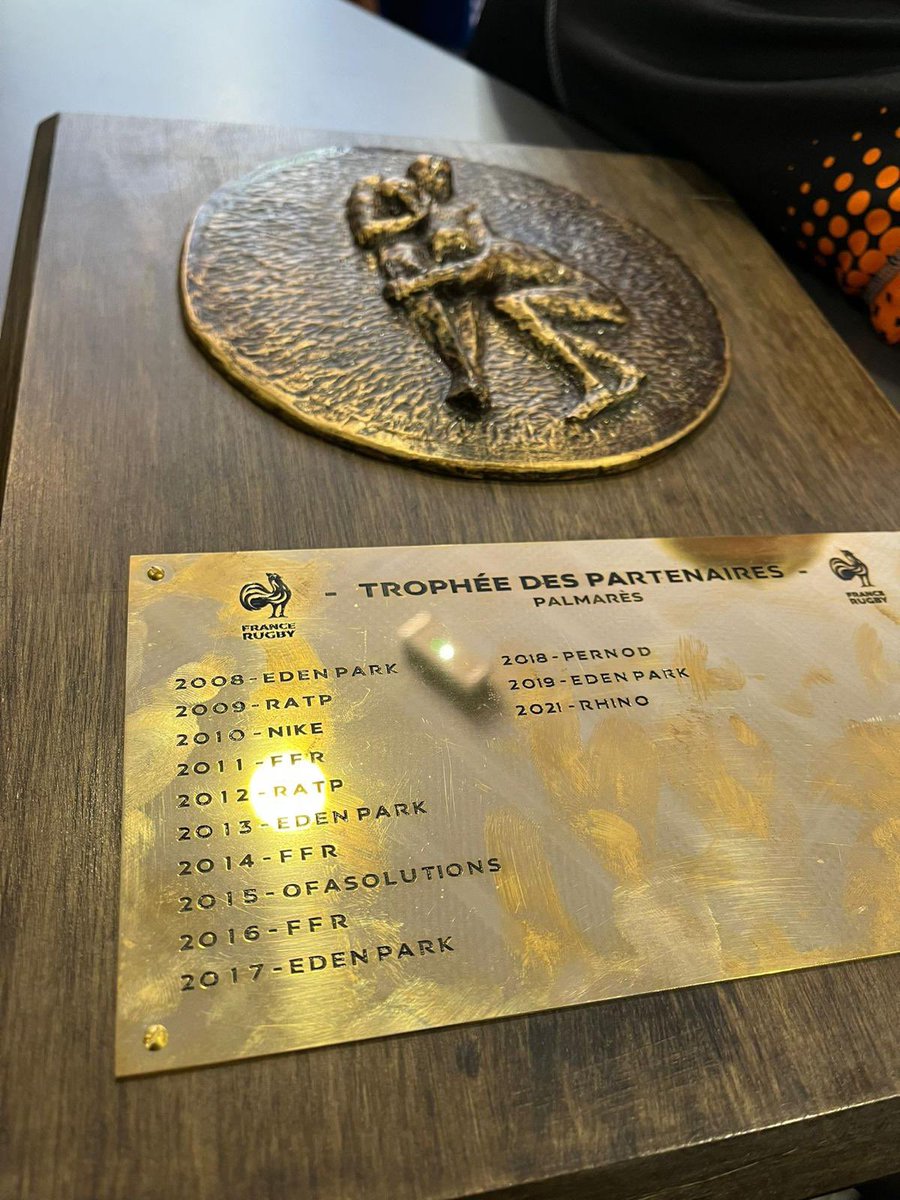 - TROPHÉE DES PARTENAIRES -
PALMARÈS
FRANCE
RUGBY
FRANCE
RUGBY
2008-EDEN PARK
2009-RATP
2010-NIKE
2011-FFR
2012-RATP
2013-EDEN PARK
2014-FFR
2015-OFASOLUTIONS
2016-FFR
2017-EDEN PARK
2018-PERNOD
2019-EDEN PARK
2021-RHINO